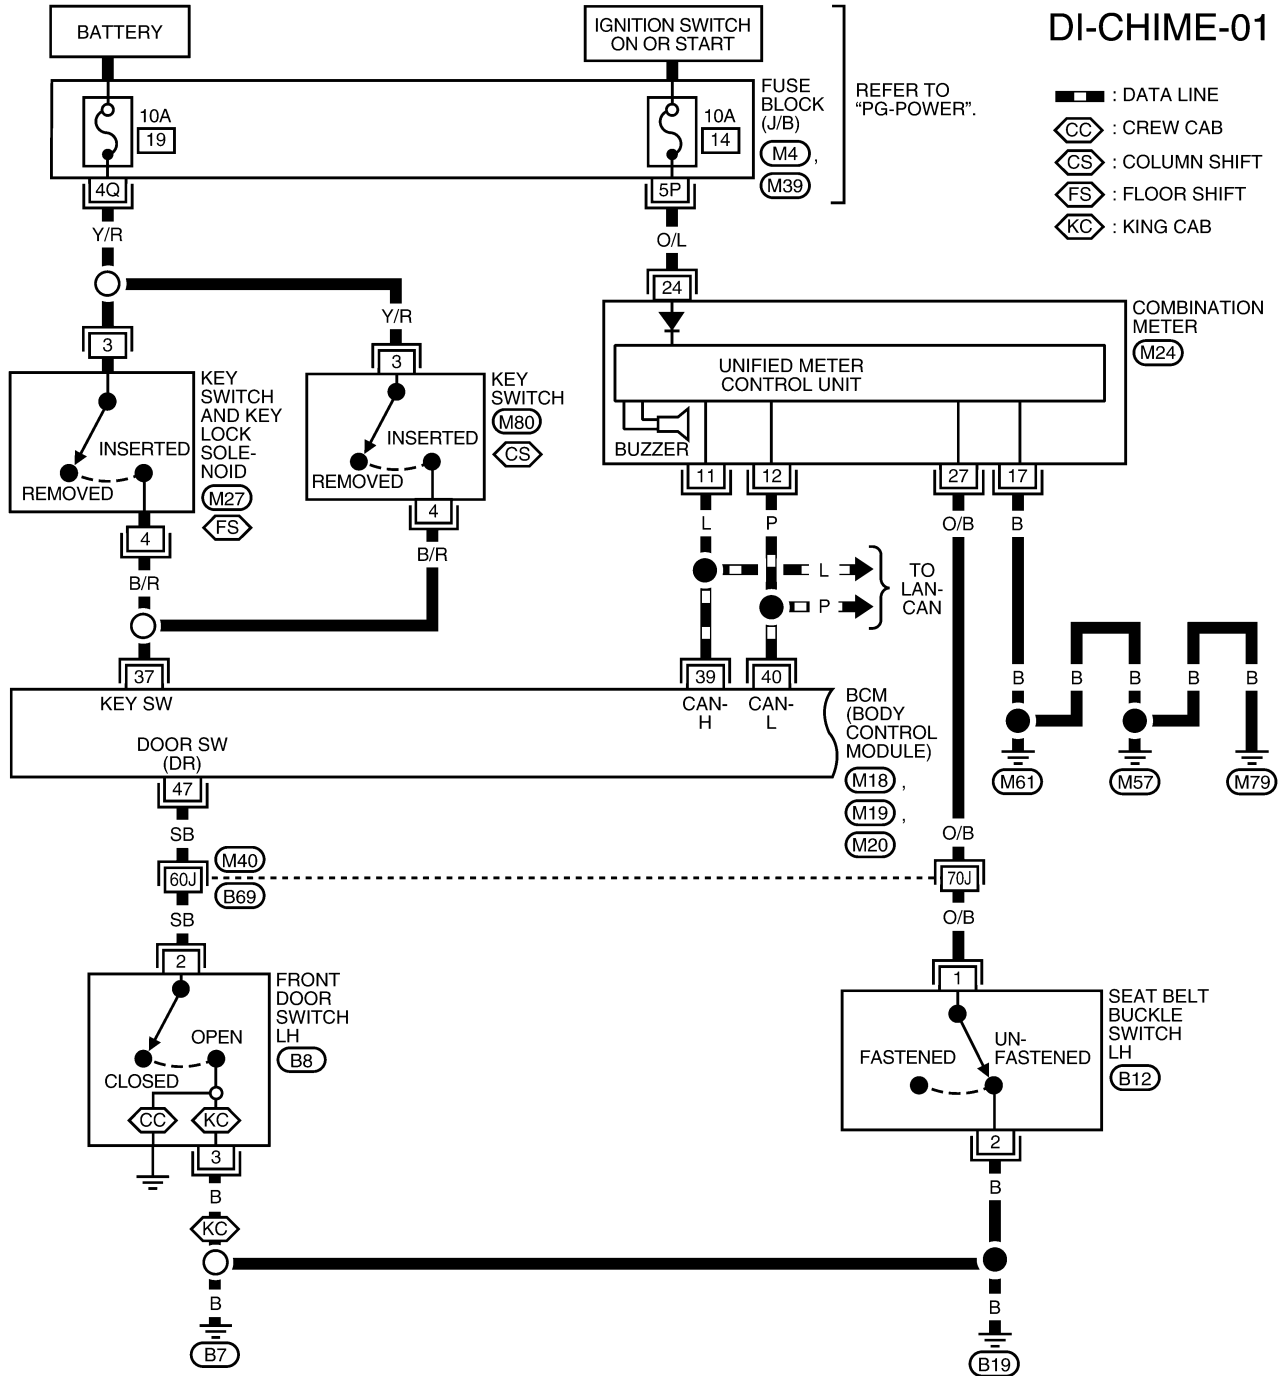 DI-CHIME-01
BATTERY
IGNITION SWITCH
ON OR START
FUSE
BLOCK
(J/B)
M4 ,
M39
REFER TO
“PG-POWER”.
10A
19
10A
14
: DATA LINE
CC : CREW CAB
CS : COLUMN SHIFT
FS : FLOOR SHIFT
KC : KING CAB
4Q
5P
Y/R
O/L
24
Y/R
3
3
COMBINATION
METER
M24
UNIFIED METER
CONTROL UNIT
BUZZER
KEY
SWITCH
AND KEY
LOCK
SOLE-
NOID
M27
FS
INSERTED
REMOVED
KEY
SWITCH
M80
CS
INSERTED
REMOVED
4
4
11
12
27
17
L
P
O/B
B
B/R
B/R
L
P
TO
LAN-
CAN
37
39
40
KEY SW
CAN-
H
CAN-
L
DOOR SW
(DR)
BCM
(BODY
CONTROL
MODULE)
M18 ,
M19 ,
M20
B
B
B
B
M61
M57
M79
47
SB
O/B
M40
60J
B69
70J
SB
O/B
2
1
FRONT
DOOR
SWITCH
LH
B8
OPEN
CLOSED
CC
KC
SEAT BELT
BUCKLE
SWITCH
LH
B12
FASTENED
UN-
FASTENED
3
2
B
B
KC
B
B
B7
B19